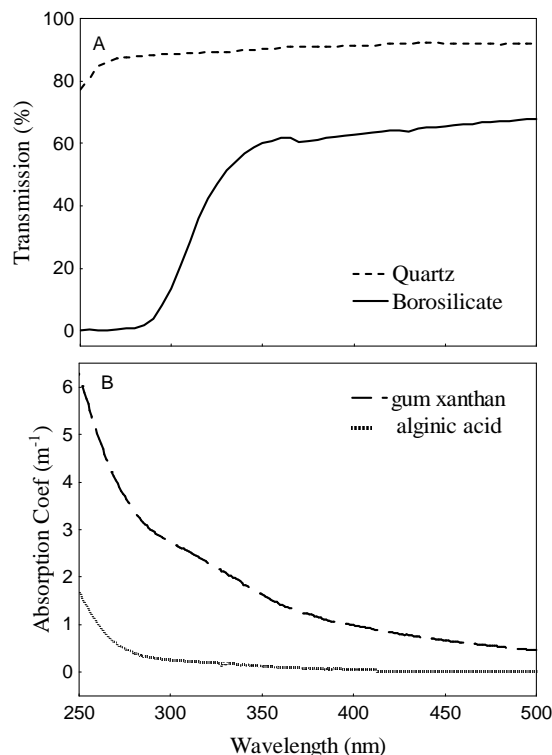 A
Transmission (%)
100
80
60
40
20
0
Quartz
Borosilicate
B
Absorption Coef (m⁻¹)
6
5
4
3
2
1
0
gum xanthan
alginic acid
250 300 350 400 450 500
Wavelength (nm)